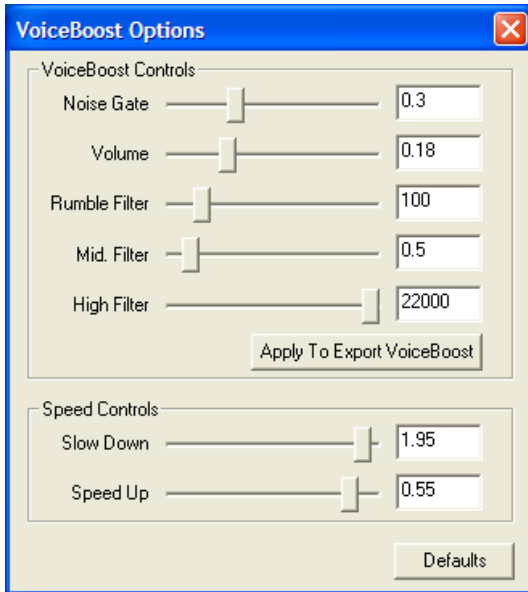 VoiceBoost Options
VoiceBoost Controls
Noise Gate 0.3
Volume 0.18
Rumble Filter 100
Mid. Filter 0.5
High Filter 22000
Apply To Export VoiceBoost
Speed Controls
Slow Down 1.95
Speed Up 0.55
Defaults